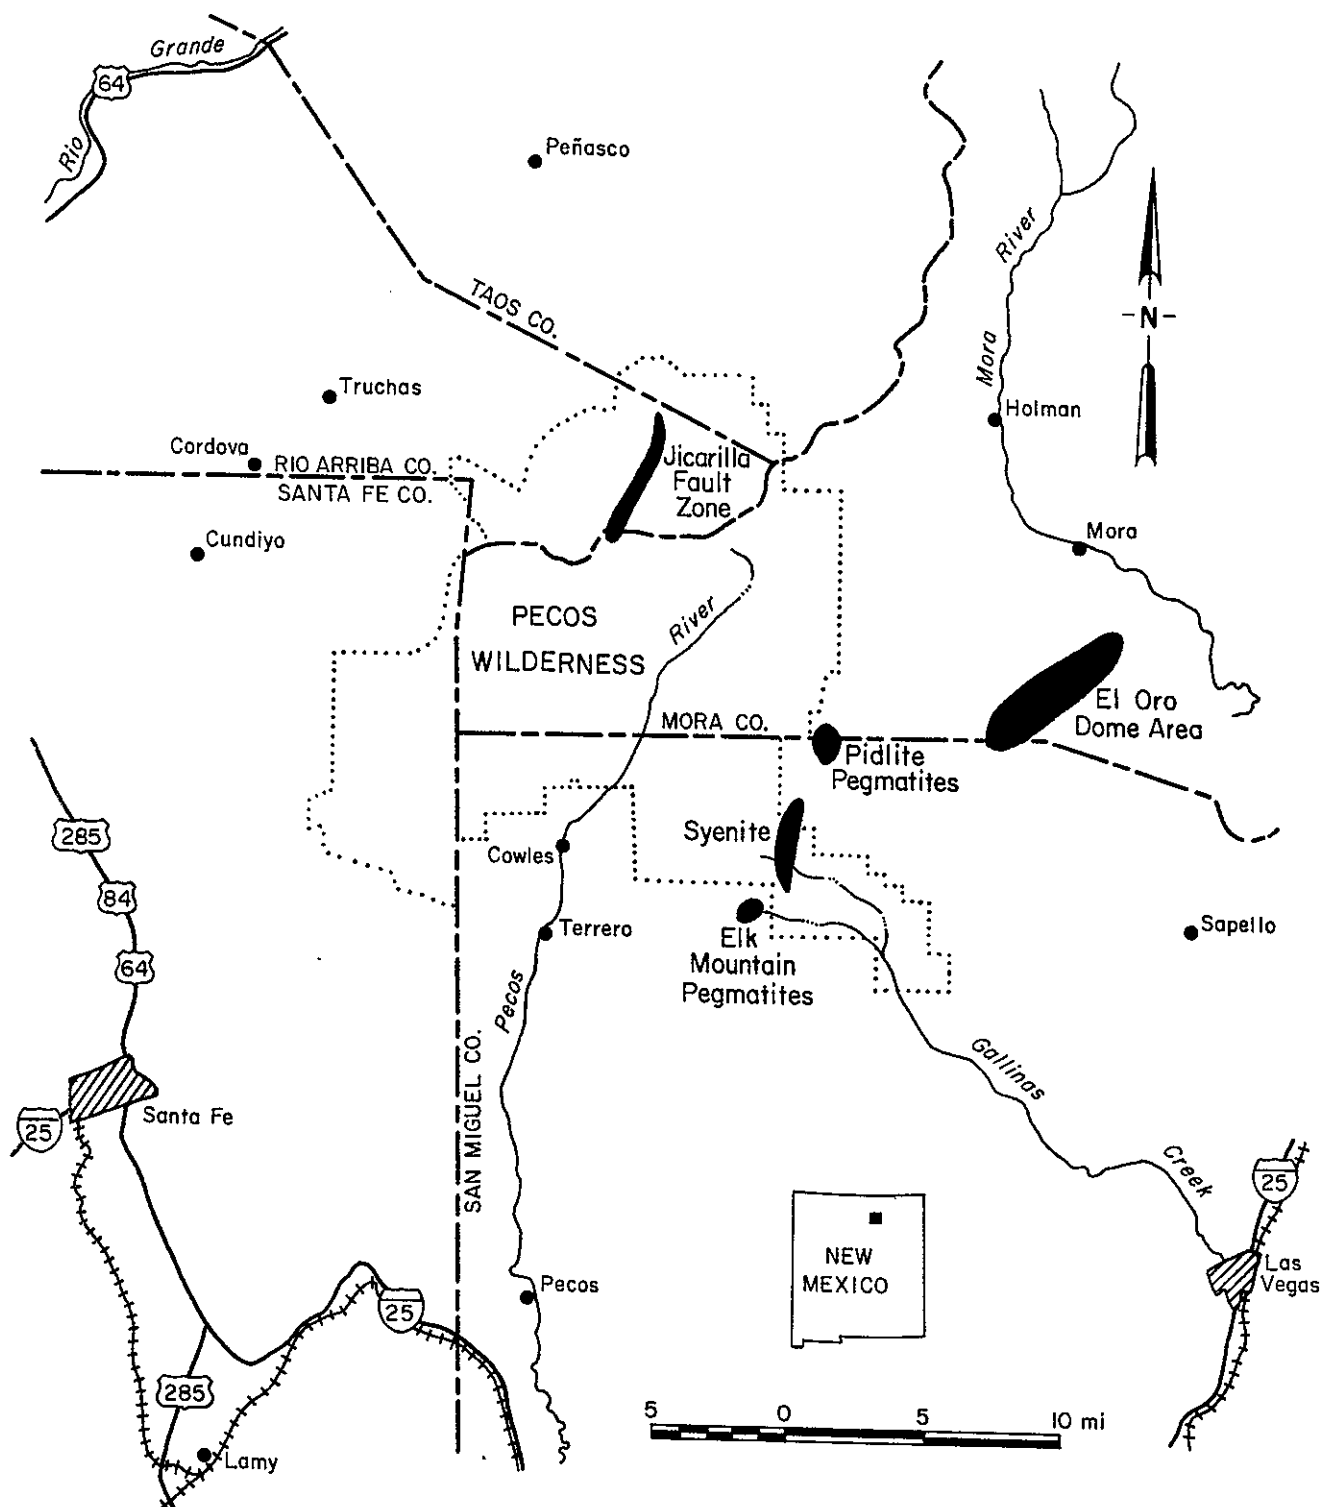 Grande
64
Rio
Peñasco
River
N
TAOS CO.
Mora
Truchas
Holman
Cordova
RIO ARRIBA CO.
SANTA FE CO.
Jicarilla
Fault
Zone
Cundiyo
Mora
PECOS
WILDERNESS
River
El Oro
Dome Area
MORA CO.
Pidlite
Pegmatites
285
Syenite
Cowles
84
Terrero
Elk
Mountain
Pegmatites
Sapello
64
Pecos
SAN MIGUEL CO.
Gallinas
Creek
Santa Fe
25
25
NEW
MEXICO
Las
Vegas
Pecos
25
285
5 0 5 10 mi
Lamy